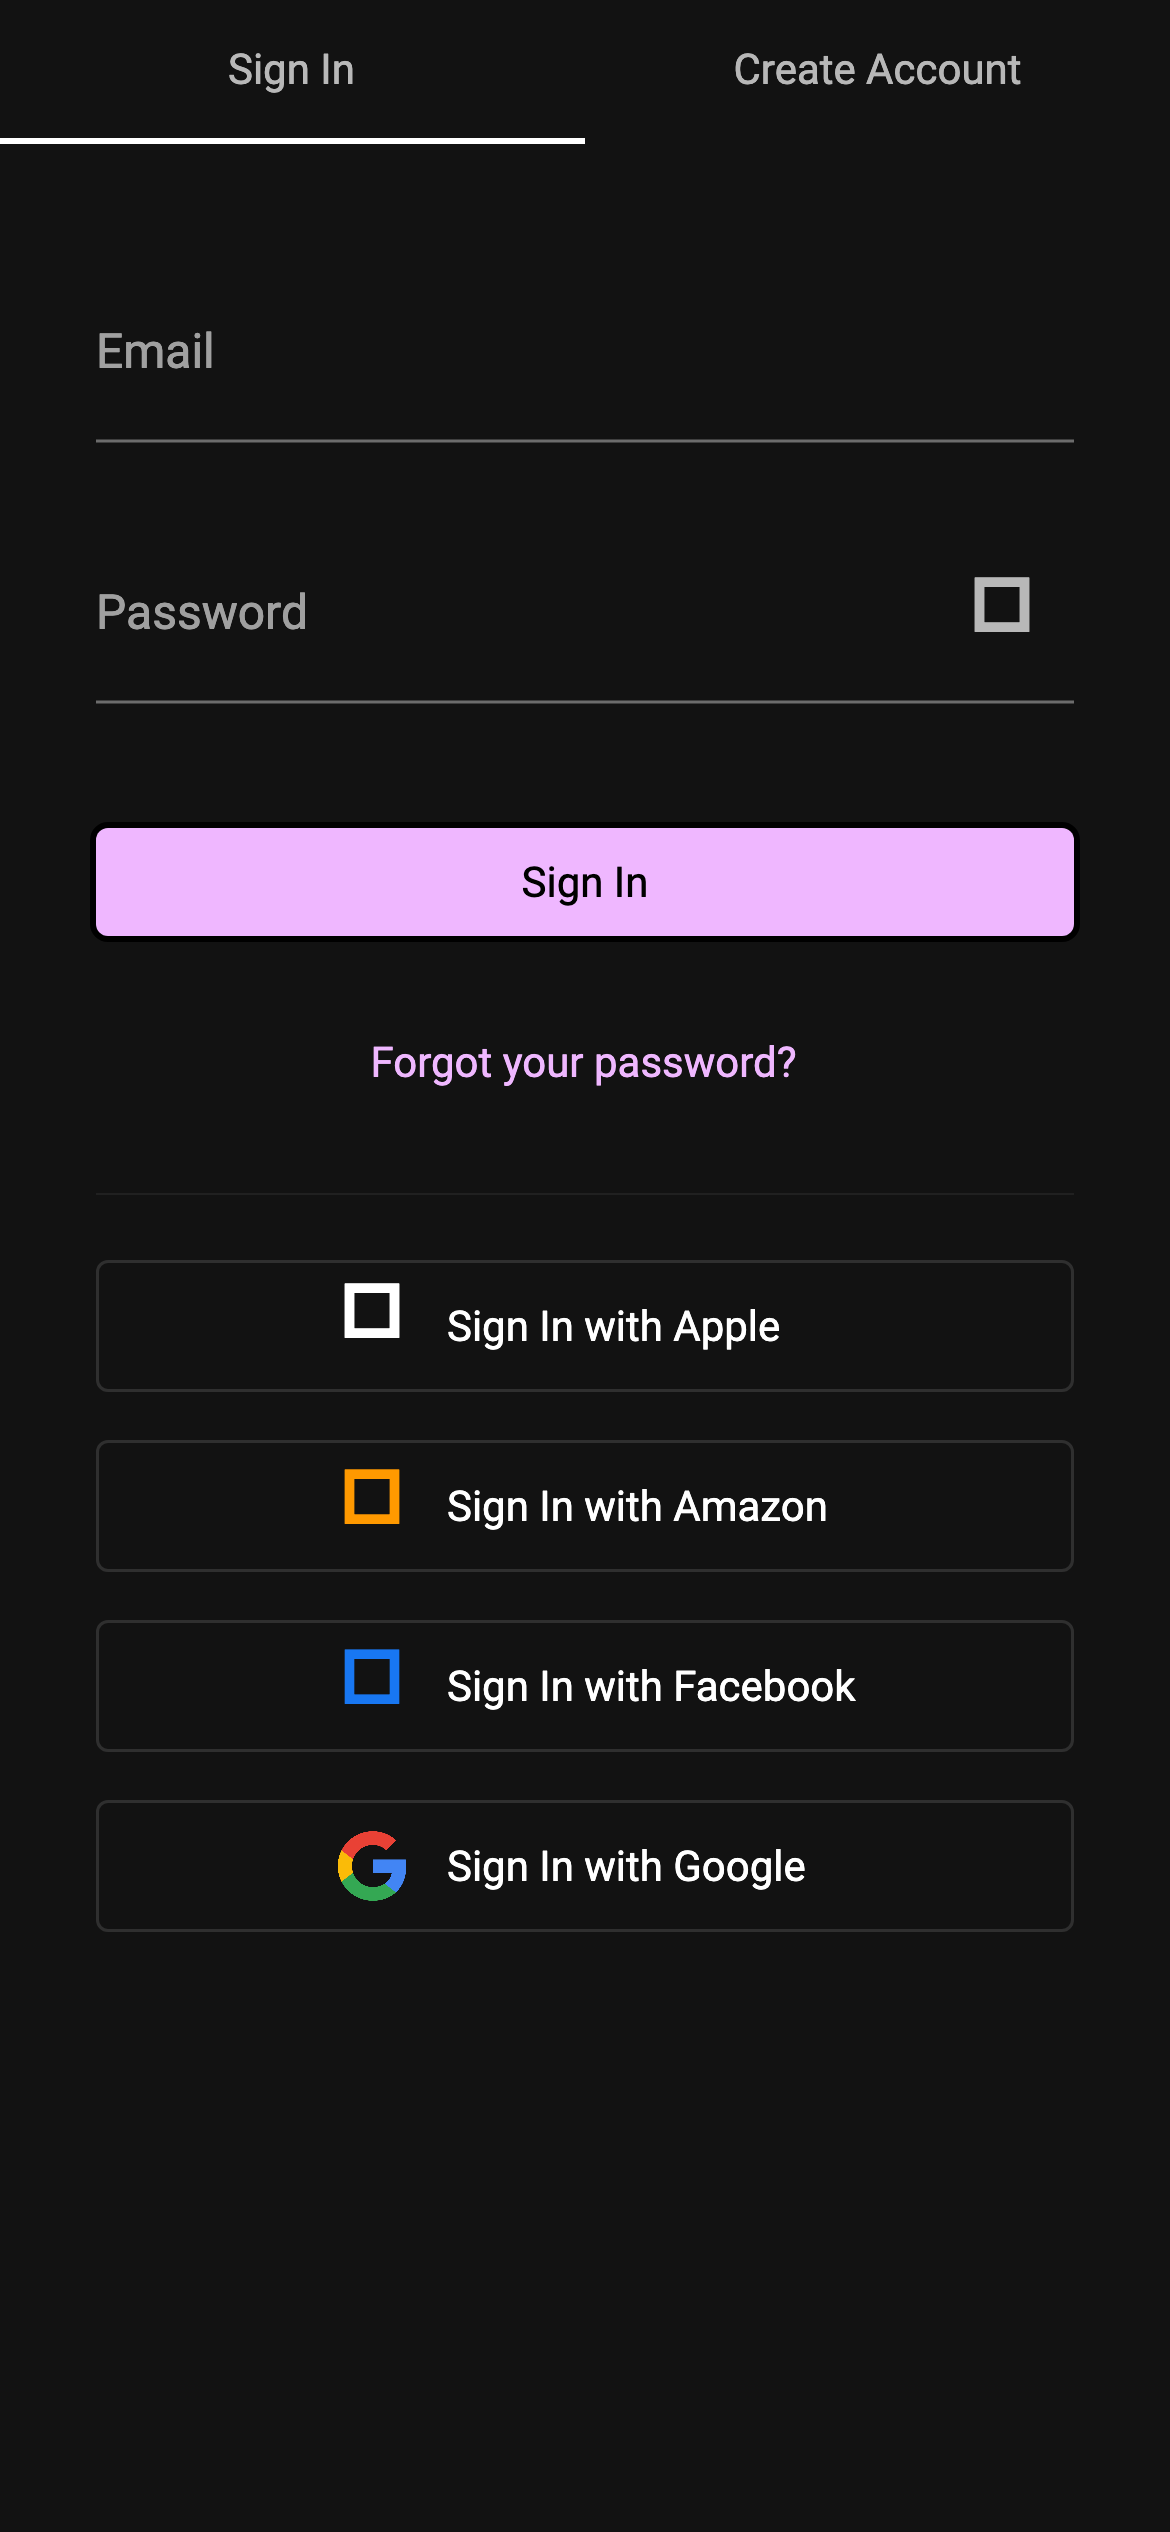 Sign In
Create Account
Email
Password
Sign In
Forgot your password?
Sign In with Apple
Sign In with Amazon
Sign In with Facebook
Sign In with Google